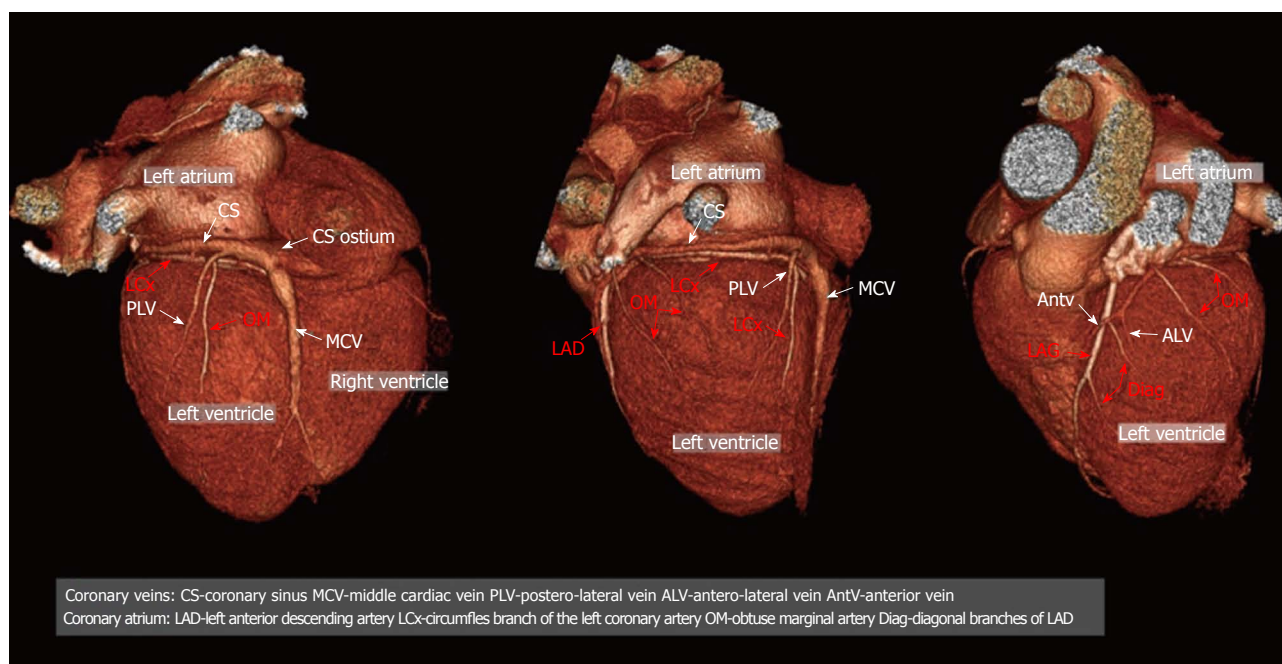 Left atrium
CS
CS ostium
LCx
PLV
OM
MCV
Right ventricle
Left ventricle
Left atrium
CS
LCx
PLV
MCV
OM
LCx
LAD
Left ventricle
Left atrium
Antv
OM
ALV
LAG
Diag
Left ventricle
Coronary veins: CS-coronary sinus MCV-middle cardiac vein PLV-postero-lateral vein ALV-antero-lateral vein AntV-anterior vein
Coronary atrium: LAD-left anterior descending artery LCx-circumfles branch of the left coronary artery OM-obtuse marginal artery Diag-diagonal branches of LAD